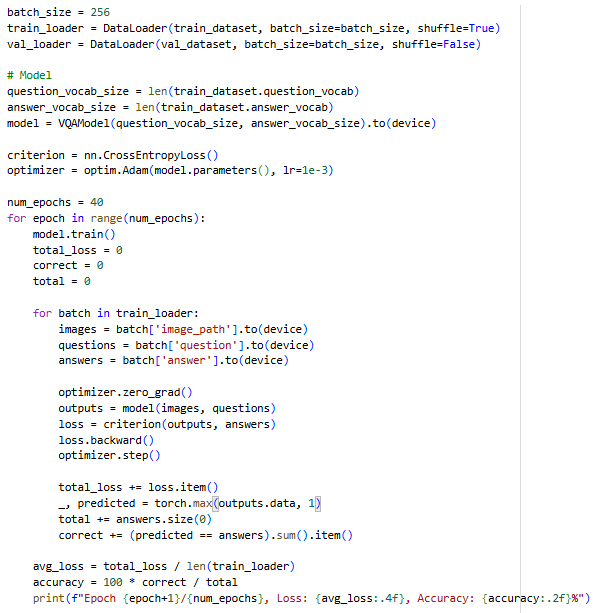 batch_size = 256
train_loader = DataLoader(train_dataset, batch_size=batch_size, shuffle=True)
val_loader = DataLoader(val_dataset, batch_size=batch_size, shuffle=False)

# Model
question_vocab_size = len(train_dataset.question_vocab)
answer_vocab_size = len(train_dataset.answer_vocab)
model = VQAModel(question_vocab_size, answer_vocab_size).to(device)

criterion = nn.CrossEntropyLoss()
optimizer = optim.Adam(model.parameters(), lr=1e-3)

num_epochs = 40
for epoch in range(num_epochs):
    model.train()
    total_loss = 0
    correct = 0
    total = 0

    for batch in train_loader:
        images = batch['image_path'].to(device)
        questions = batch['question'].to(device)
        answers = batch['answer'].to(device)

        optimizer.zero_grad()
        outputs = model(images, questions)
        loss = criterion(outputs, answers)
        loss.backward()
        optimizer.step()

        total_loss += loss.item()
        _, predicted = torch.max(outputs.data, 1)
        total += answers.size(0)
        correct += (predicted == answers).sum().item()

    avg_loss = total_loss / len(train_loader)
    accuracy = 100 * correct / total
    print(f"Epoch {epoch+1}/{num_epochs}, Loss: {avg_loss:.4f}, Accuracy: {accuracy:.2f}%")